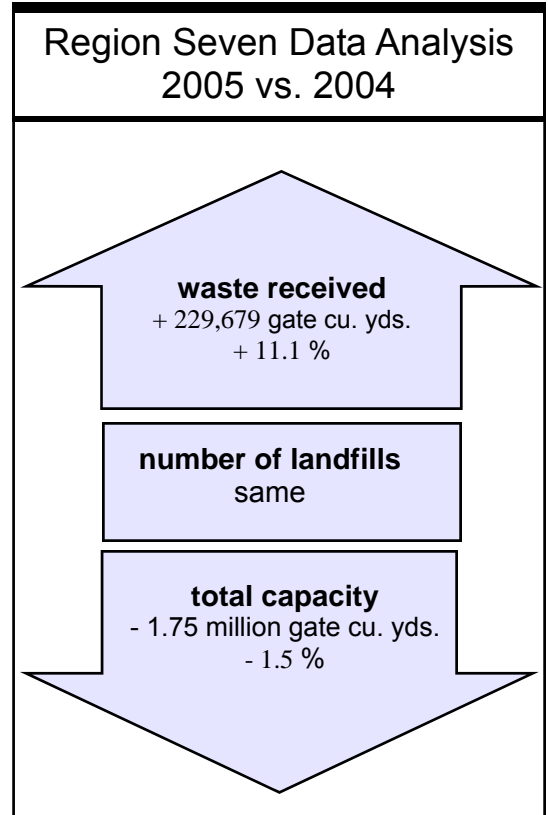 Region Seven Data Analysis
2005 vs. 2004
waste received
+ 229,679 gate cu. yds.
+ 11.1 %
number of landfills
same
total capacity
- 1.75 million gate cu. yds.
- 1.5 %